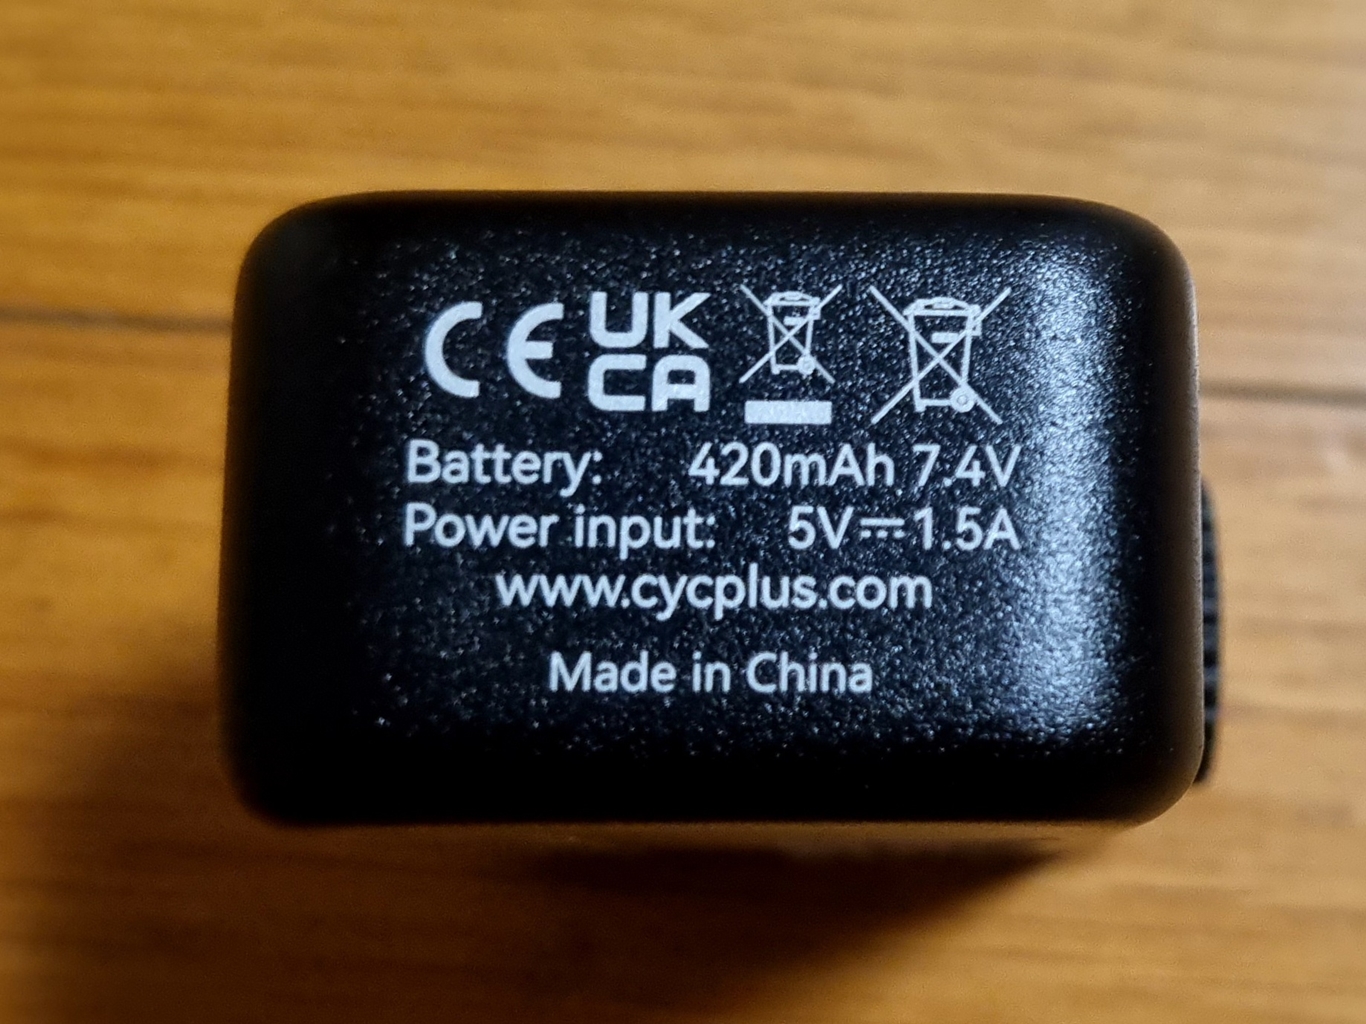 CE UK CA
Battery: 420mAh 7.4V
Power input: 5V⎓1.5A
www.cycplus.com
Made in China